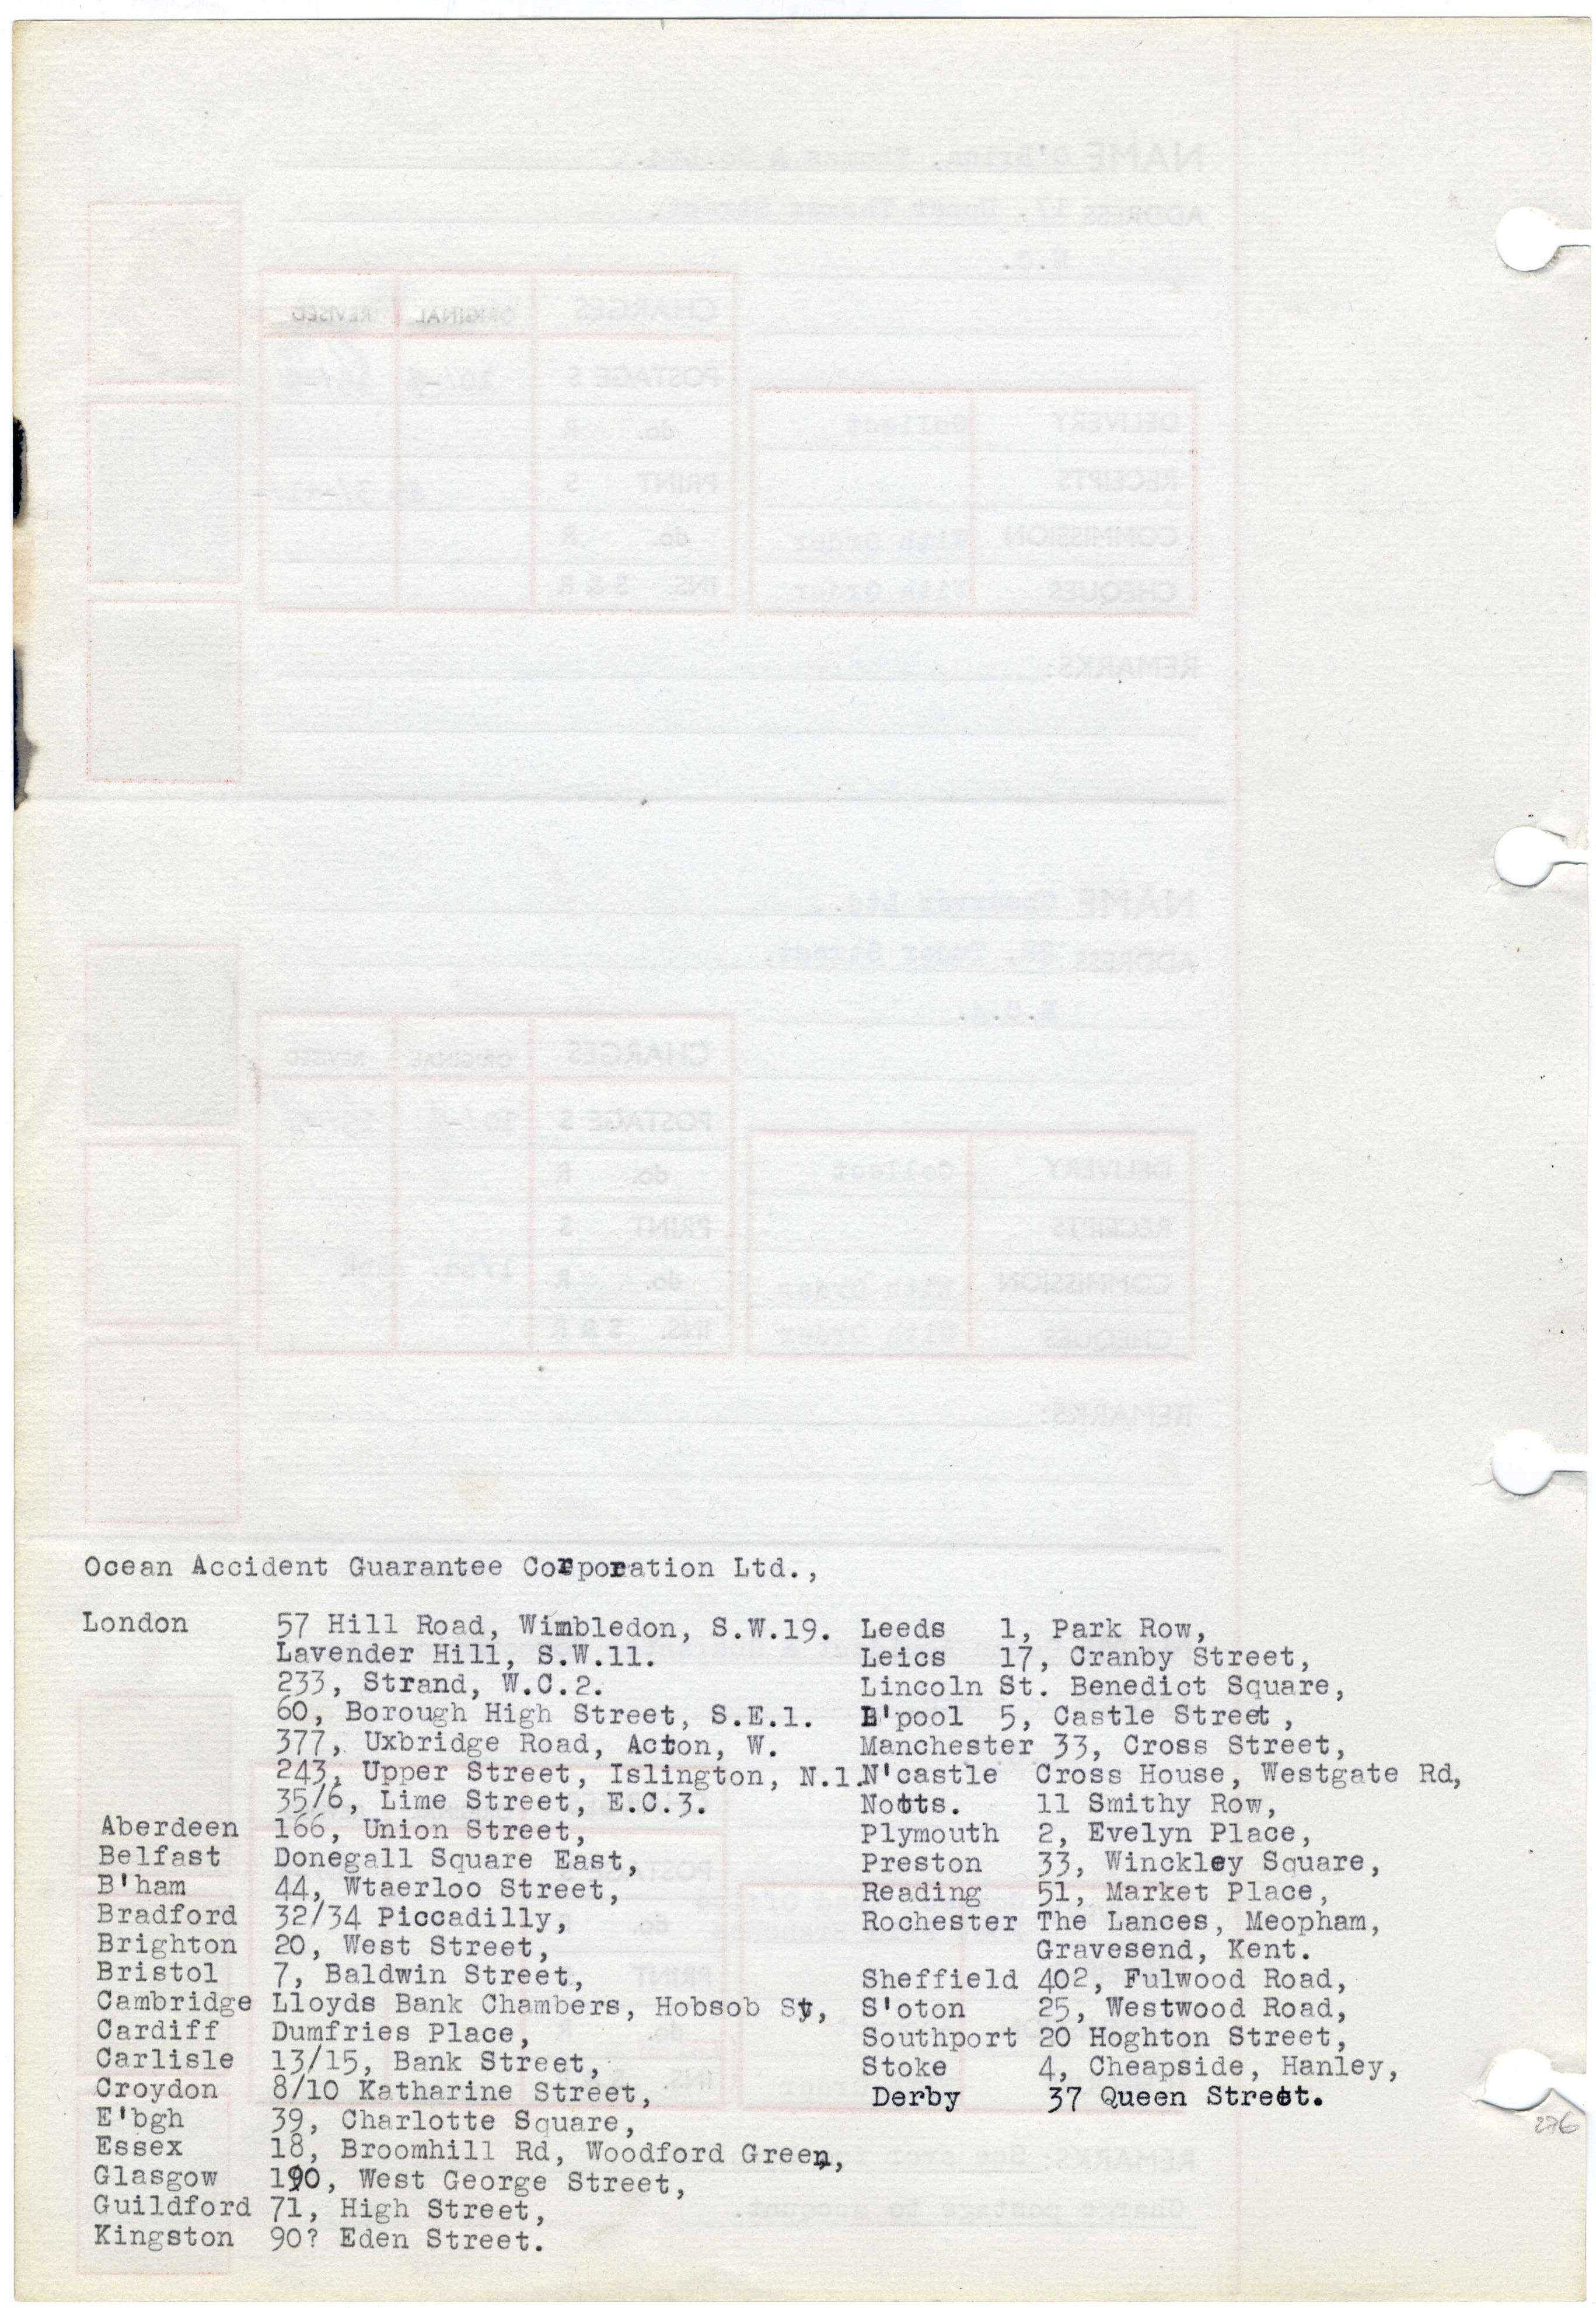 Ocean Accident Guarantee Corporation Ltd.,
London 57 Hill Road, Wimbledon, S.W.19.
Lavender Hill, S.W.11.
233, Strand, W.C.2.
60, Borough High Street, S.E.1.
377, Uxbridge Road, Acton, W.
243, Upper Street, Islington, N.1.
35/6, Lime Street, E.C.3.
Aberdeen 166, Union Street,
Belfast Donegall Square East,
B'ham 44, Wtaerloo Street,
Bradford 32/34 Piccadilly,
Brighton 20, West Street,
Bristol 7, Baldwin Street,
Cambridge Lloyds Bank Chambers, Hobsob St,
Cardiff Dumfries Place,
Carlisle 13/15, Bank Street,
Croydon 8/10 Katharine Street,
E'bgh 39, Charlotte Square,
Essex 18, Broomhill Rd, Woodford Green,
Glasgow 190, West George Street,
Guildford 71, High Street,
Kingston 90? Eden Street.
Leeds 1, Park Row,
Leics 17, Cranby Street,
Lincoln St. Benedict Square,
L'pool 5, Castle Street,
Manchester 33, Cross Street,
N'castle Cross House, Westgate Rd,
Notts. 11 Smithy Row,
Plymouth 2, Evelyn Place,
Preston 33, Winckley Square,
Reading 51, Market Place,
Rochester The Lances, Meopham,
Gravesend, Kent.
Sheffield 402, Fulwood Road,
S'oton 25, Westwood Road,
Southport 20 Hoghton Street,
Stoke 4, Cheapside, Hanley,
Derby 37 Queen Street.
276